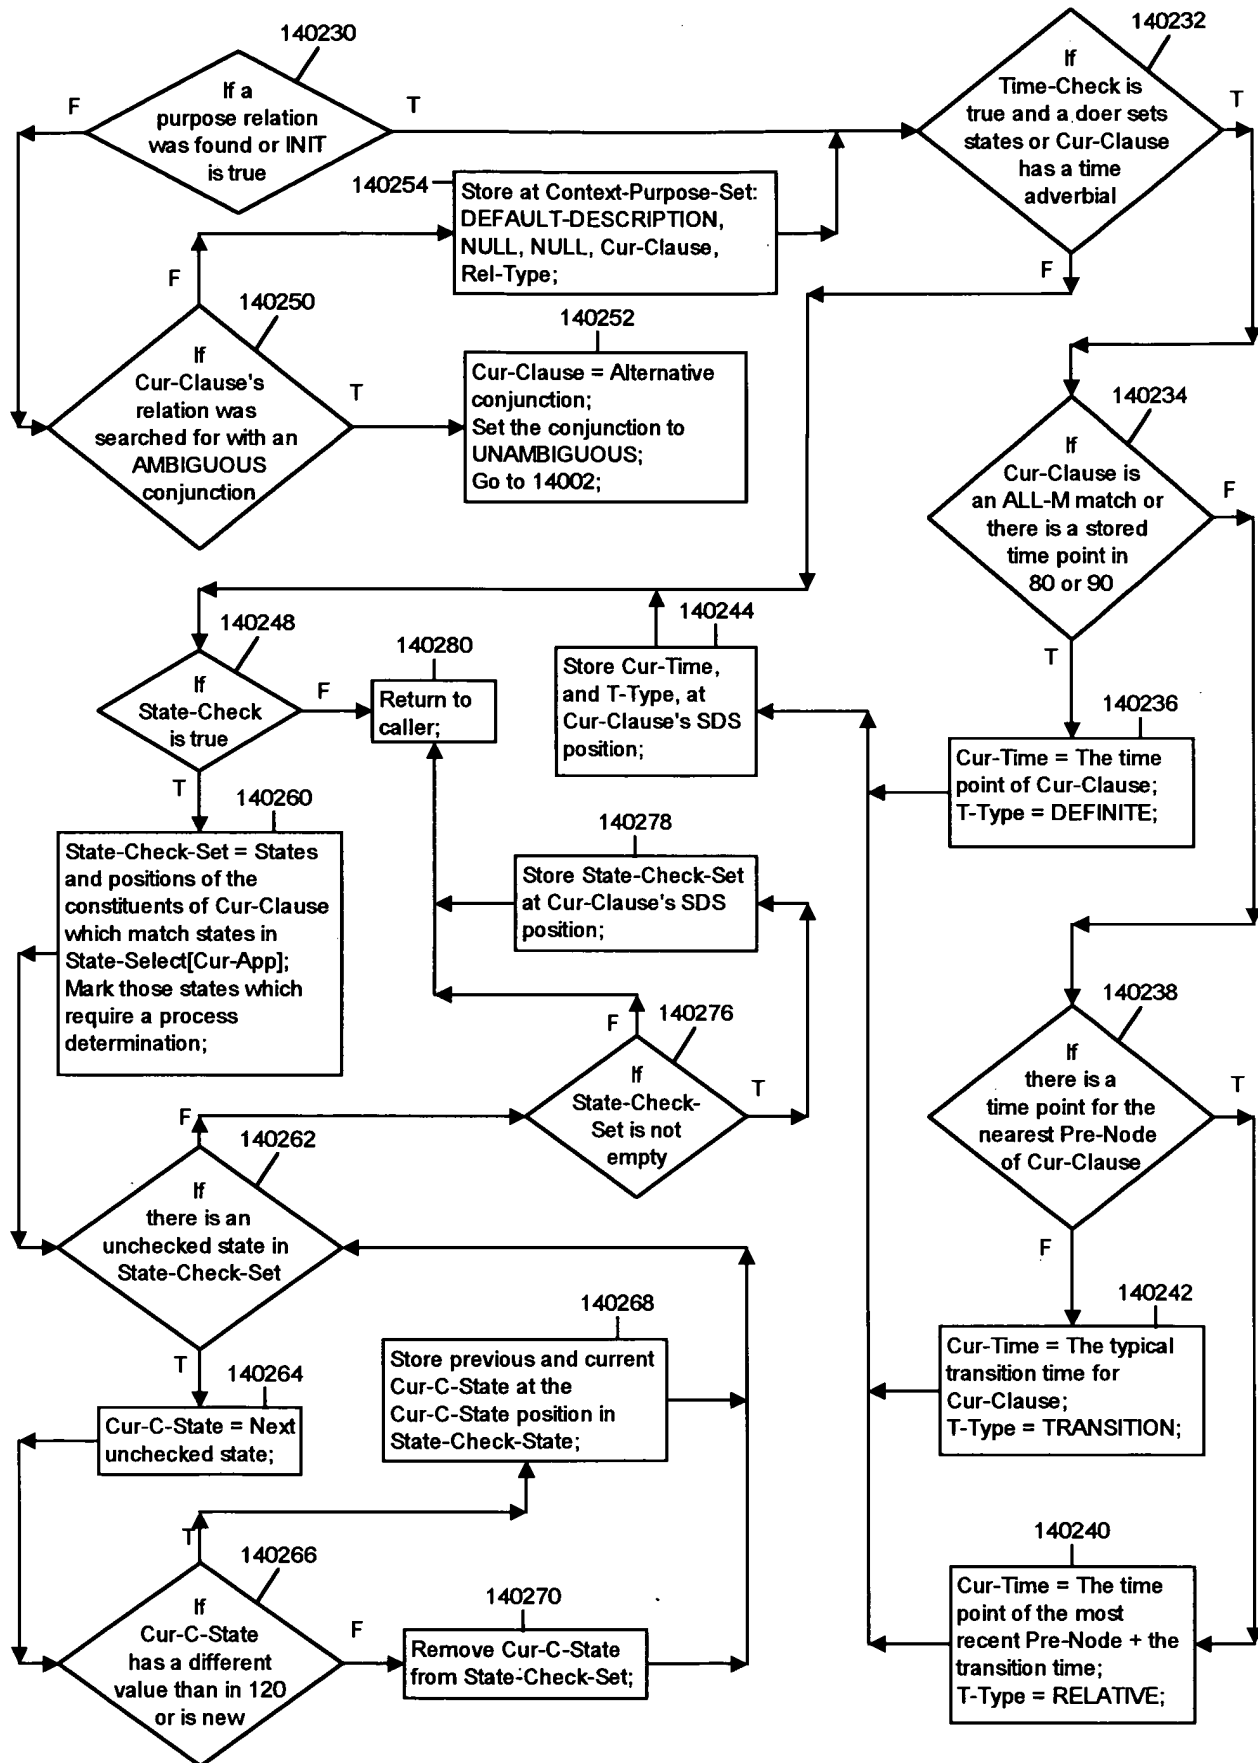 140230
If a
purpose relation
was found or INIT
is true
F
T
140232
If
Time-Check is
true and a doer sets
states or Cur-Clause
has a time
adverbial
T
F
140254
Store at Context-Purpose-Set:
DEFAULT-DESCRIPTION,
NULL, NULL, Cur-Clause,
Rel-Type;
F
140250
If
Cur-Clause's
relation was
searched for with an
AMBIGUOUS
conjunction
T
140252
Cur-Clause = Alternative
conjunction;
Set the conjunction to
UNAMBIGUOUS;
Go to 14002;
140234
If
Cur-Clause is
an ALL-M match or
there is a stored
time point in
80 or 90
F
T
140248
If
State-Check
is true
F
T
140280
Return to
caller;
140244
Store Cur-Time,
and T-Type, at
Cur-Clause's SDS
position;
140236
Cur-Time = The time
point of Cur-Clause;
T-Type = DEFINITE;
140260
State-Check-Set = States
and positions of the
constituents of Cur-Clause
which match states in
State-Select[Cur-App];
Mark those states which
require a process
determination;
140278
Store State-Check-Set
at Cur-Clause's SDS
position;
140276
If
State-Check-
Set is not
empty
F
T
140238
If
there is a
time point for the
nearest Pre-Node
of Cur-Clause
T
F
140262
If
there is an
unchecked state in
State-Check-Set
F
T
140264
Cur-C-State = Next
unchecked state;
140268
Store previous and current
Cur-C-State at the
Cur-C-State position in
State-Check-State;
140242
Cur-Time = The typical
transition time for
Cur-Clause;
T-Type = TRANSITION;
140266
If
Cur-C-State
has a different
value than in 120
or is new
T
F
140270
Remove Cur-C-State
from State-Check-Set;
140240
Cur-Time = The time
point of the most
recent Pre-Node + the
transition time;
T-Type = RELATIVE;